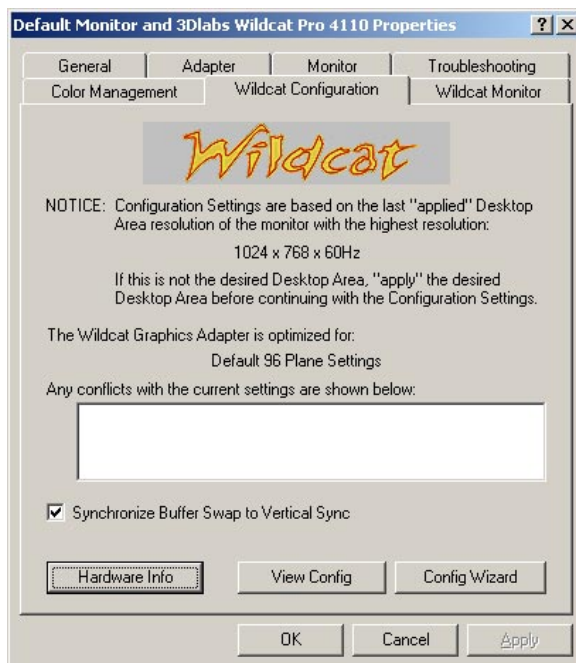 Default Monitor and 3Dlabs Wildcat Pro 4110 Properties
General Adapter Monitor Troubleshooting
Color Management Wildcat Configuration Wildcat Monitor
Wildcat
NOTICE: Configuration Settings are based on the last "applied" Desktop
Area resolution of the monitor with the highest resolution:
1024 x 768 x 60Hz
If this is not the desired Desktop Area, "apply" the desired
Desktop Area before continuing with the Configuration Settings.
The Wildcat Graphics Adapter is optimized for:
Default 96 Plane Settings
Any conflicts with the current settings are shown below:
Synchronize Buffer Swap to Vertical Sync
Hardware Info View Config Config Wizard
OK Cancel Apply